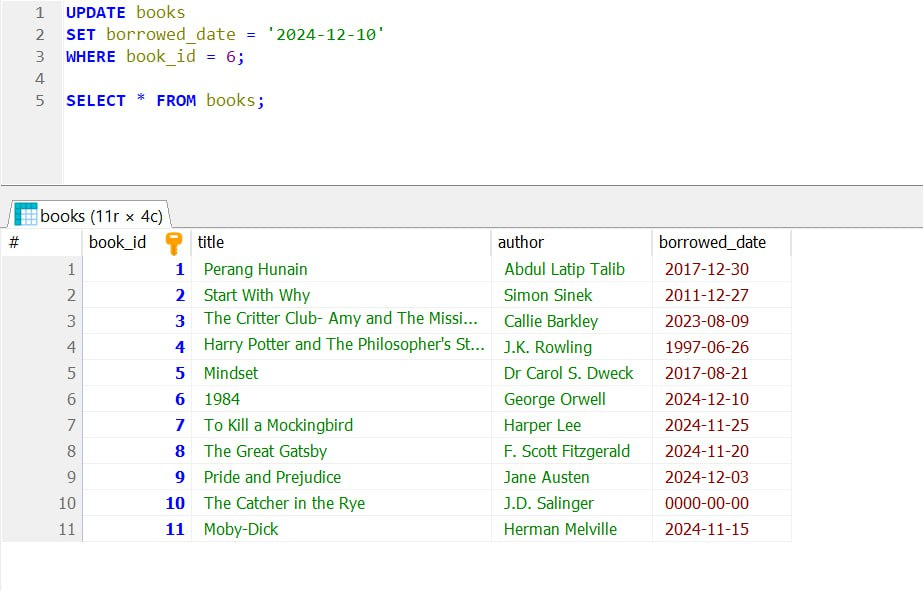 1 UPDATE books
2 SET borrowed_date = '2024-12-10'
3 WHERE book_id = 6;
4
5 SELECT * FROM books;
books (11r × 4c)
# book_id title author borrowed_date
1 1 Perang Hunain Abdul Latip Talib 2017-12-30
2 2 Start With Why Simon Sinek 2011-12-27
3 3 The Critter Club- Amy and The Missi... Callie Barkley 2023-08-09
4 4 Harry Potter and The Philosopher's St... J.K. Rowling 1997-06-26
5 5 Mindset Dr Carol S. Dweck 2017-08-21
6 6 1984 George Orwell 2024-12-10
7 7 To Kill a Mockingbird Harper Lee 2024-11-25
8 8 The Great Gatsby F. Scott Fitzgerald 2024-11-20
9 9 Pride and Prejudice Jane Austen 2024-12-03
10 10 The Catcher in the Rye J.D. Salinger 0000-00-00
11 11 Moby-Dick Herman Melville 2024-11-15